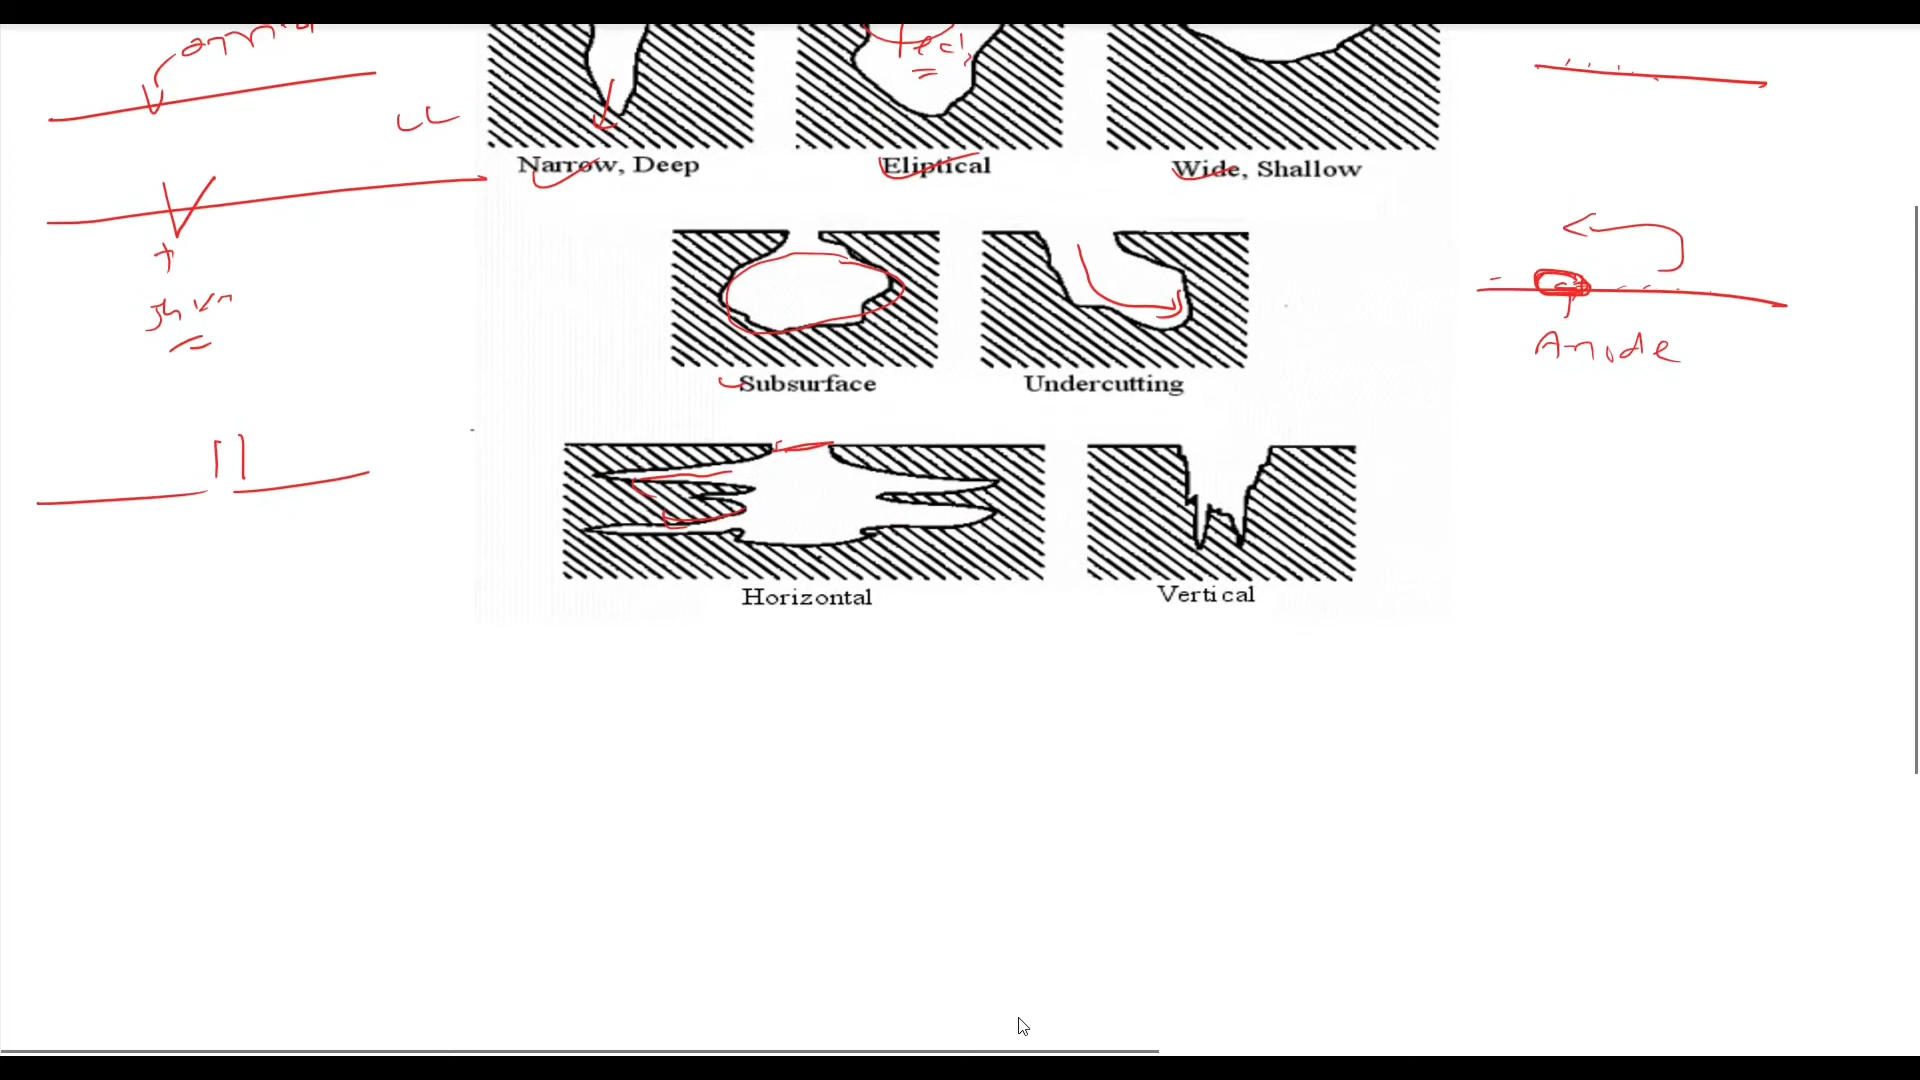 Narrow, Deep
Eliptical
Wide, Shallow
Subsurface
Undercutting
Anode
Horizontal
Vertical